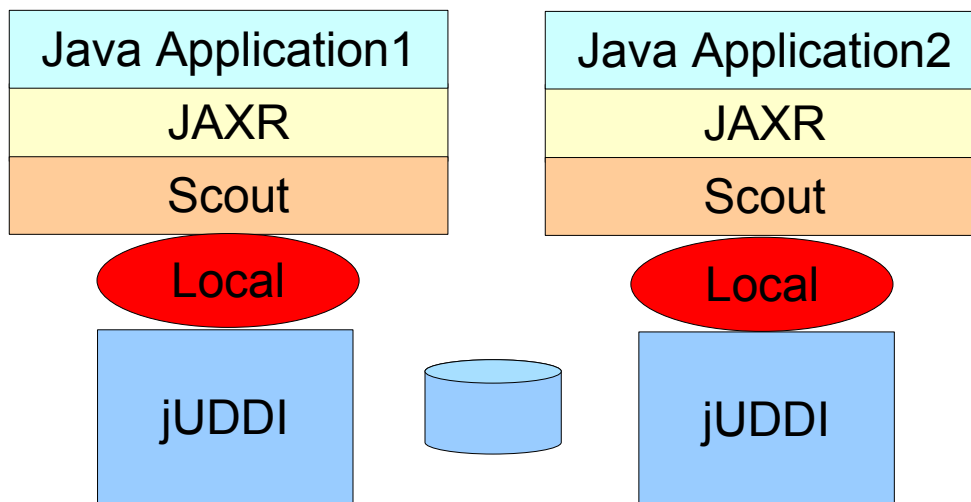 Java Application1
JAXR
Scout
Local
jUDDI
Java Application2
JAXR
Scout
Local
jUDDI